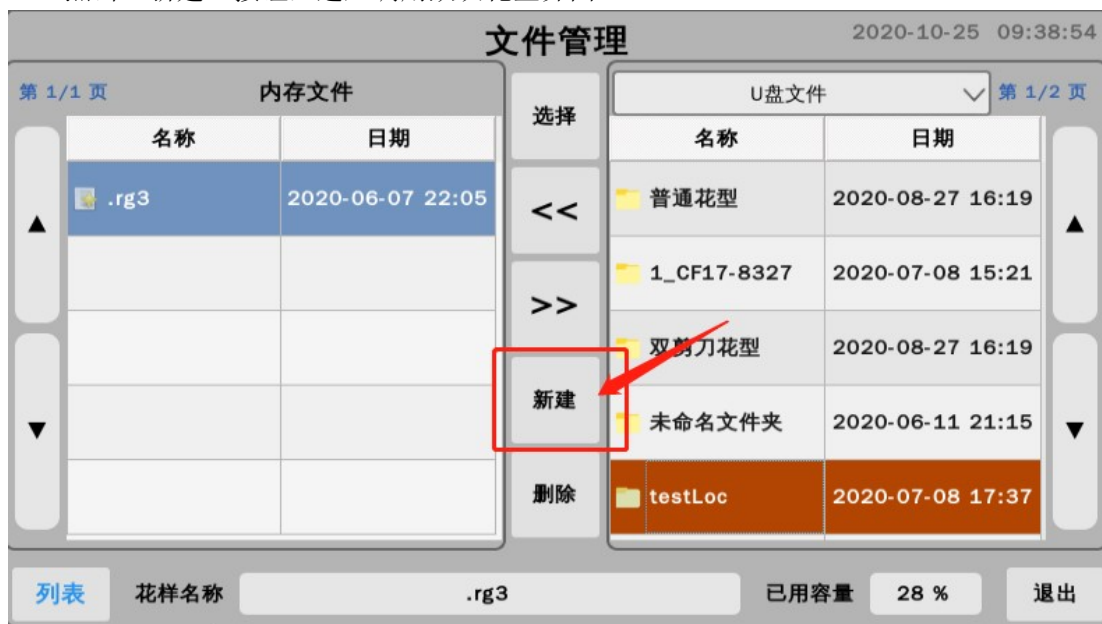 文件管理
2020-10-25 09:38:54
第 1/1 页
内存文件
名称 日期
.rg3 2020-06-07 22:05
选择
<<
>>
新建
删除
U盘文件
第 1/2 页
名称 日期
普通花型 2020-08-27 16:19
1_CF17-8327 2020-07-08 15:21
双剪刀花型 2020-08-27 16:19
未命名文件夹 2020-06-11 21:15
testLoc 2020-07-08 17:37
列表 花样名称 .rg3 已用容量 28 % 退出